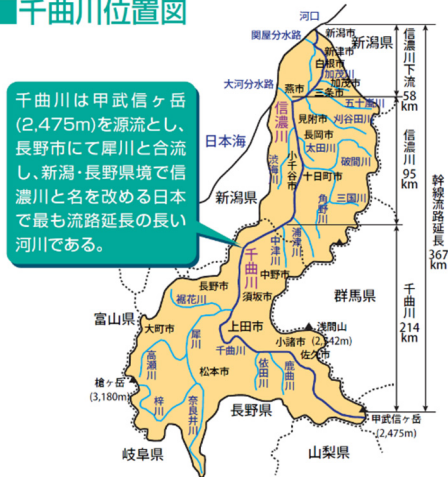 千曲川位置図
千曲川は甲武信ヶ岳
(2,475m)を源流とし、
長野市にて犀川と合流
し、新潟・長野県境で信
濃川と名を改める日本
で最も流路延長の長い
河川である。
河口
関屋分水路
新潟市
新潟県
新津市
白根市
加茂川
加茂市
大河分水路
燕市
三条市
五十嵐川
信濃川
見附市
刈谷田川
長岡市
太田川
日本海
渋海川
小千谷市
破間川
十日町市
新潟県
魚野川
三国川
中津川
浦津川
千曲川
中野市
長野市
群馬県
裾花川
須坂市
富山県
大町市
犀川
上田市
浅間山
(2,542m)
小諸市
佐久市
高瀬川
千曲川
松本市
依田川
鹿曲川
槍ヶ岳
(3,180m)
梓川
奈良井川
長野県
甲武信ヶ岳
(2,475m)
岐阜県
山梨県
信濃川下流
58
km
信濃川
95
km
千曲川
214
km
幹線流路延長
367
km